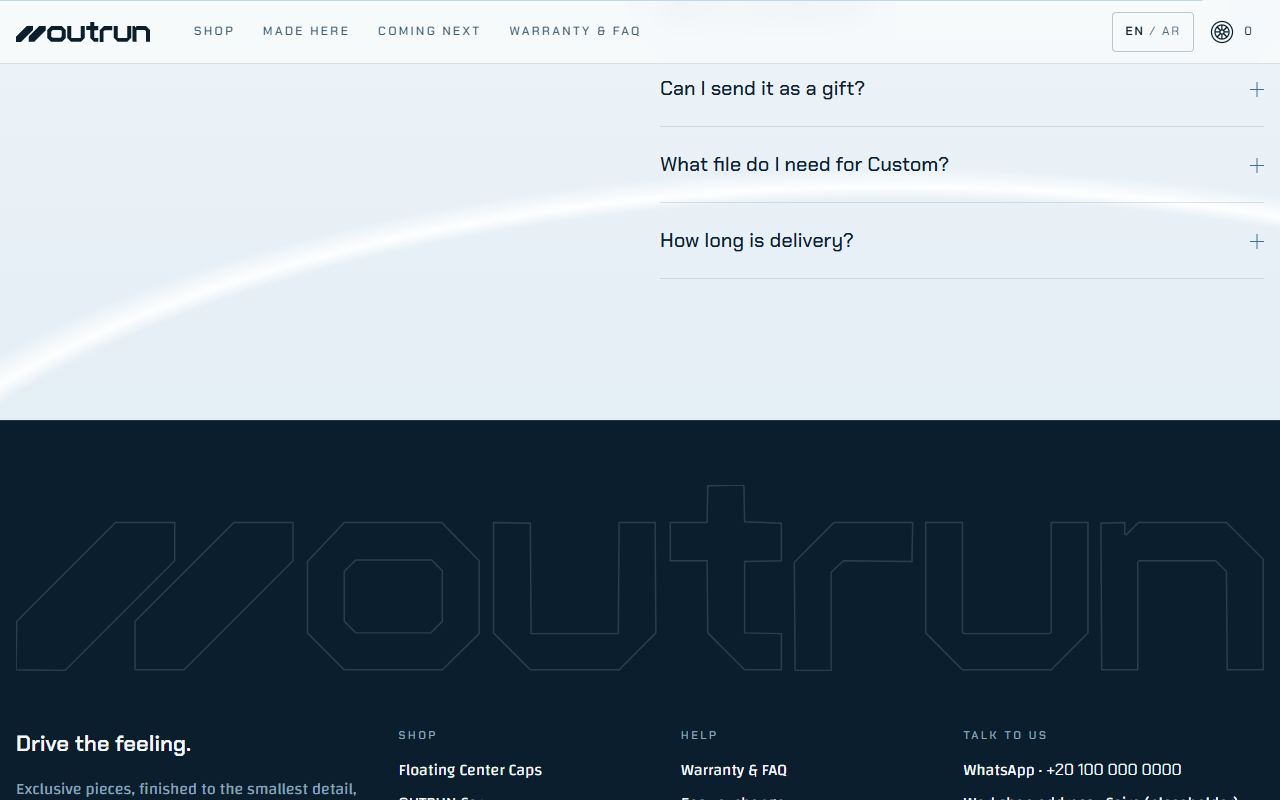 outrun
SHOP
MADE HERE
COMING NEXT
WARRANTY & FAQ
EN / AR
0
Can I send it as a gift?
What file do I need for Custom?
How long is delivery?
outrun
Drive the feeling.
Exclusive pieces, finished to the smallest detail,
SHOP
Floating Center Caps
HELP
Warranty & FAQ
TALK TO US
WhatsApp · +20 100 000 0000